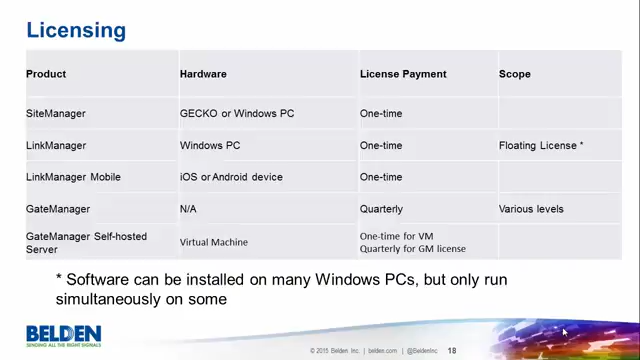 Licensing
Product Hardware License Payment Scope
SiteManager GECKO or Windows PC One-time
LinkManager Windows PC One-time Floating License *
LinkManager Mobile iOS or Android device One-time
GateManager N/A Quarterly Various levels
GateManager Self-hosted Server Virtual Machine One-time for VM Quarterly for GM license
* Software can be installed on many Windows PCs, but only run
simultaneously on some
BELDEN
SENDING ALL THE RIGHT SIGNALS
© 2015 Belden Inc. | belden.com | @BeldenInc 18